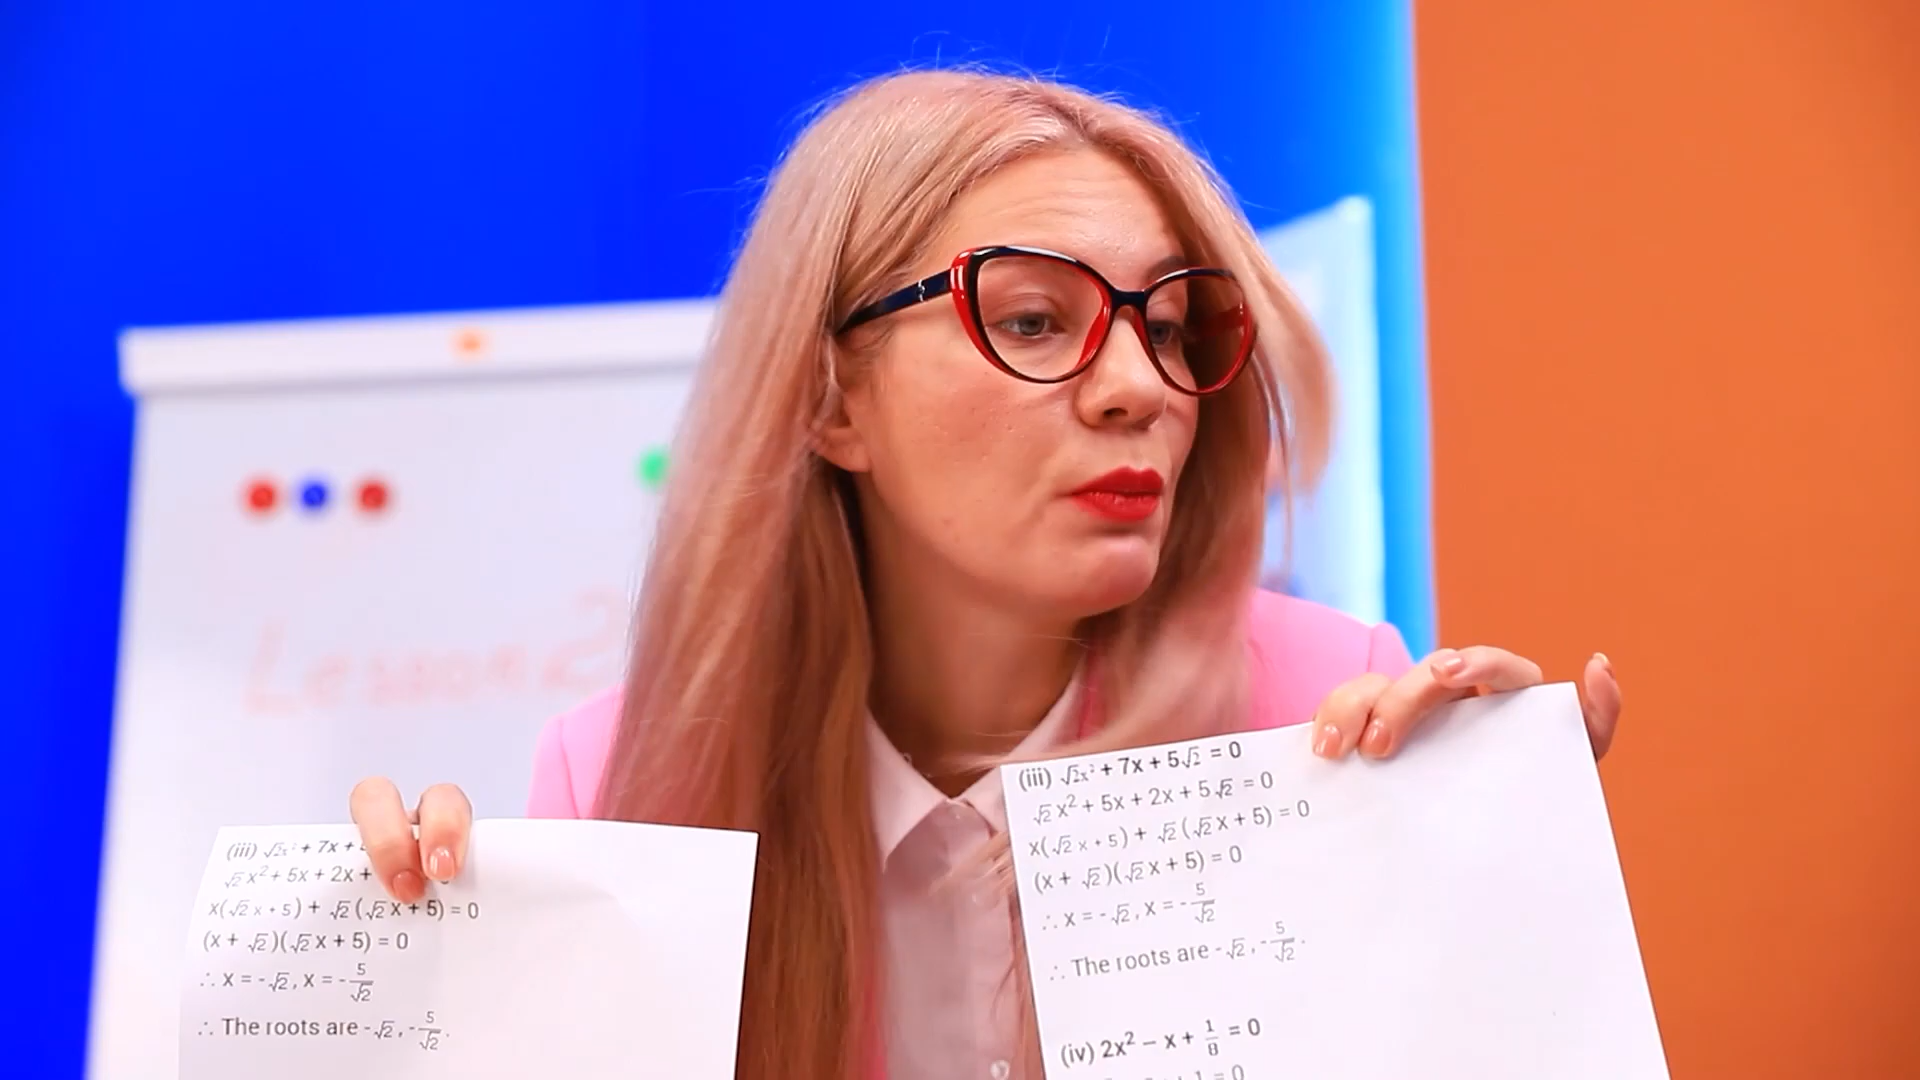 Lesson 2
(iii) √2x² + 7x +
√2 x² + 5x + 2x +
x(√2 x + 5) + √2 (√2 x + 5) = 0
(x + √2)(√2 x + 5) = 0
∴ x = -√2, x = -5/√2
∴ The roots are -√2, -5/√2.
(iii) √2x² + 7x + 5√2 = 0
√2 x² + 5x + 2x + 5√2 = 0
x(√2 x + 5) + √2 (√2 x + 5) = 0
(x + √2)(√2 x + 5) = 0
∴ x = -√2, x = -5/√2
∴ The roots are -√2, -5/√2.
(iv) 2x² – x + 1/8 = 0